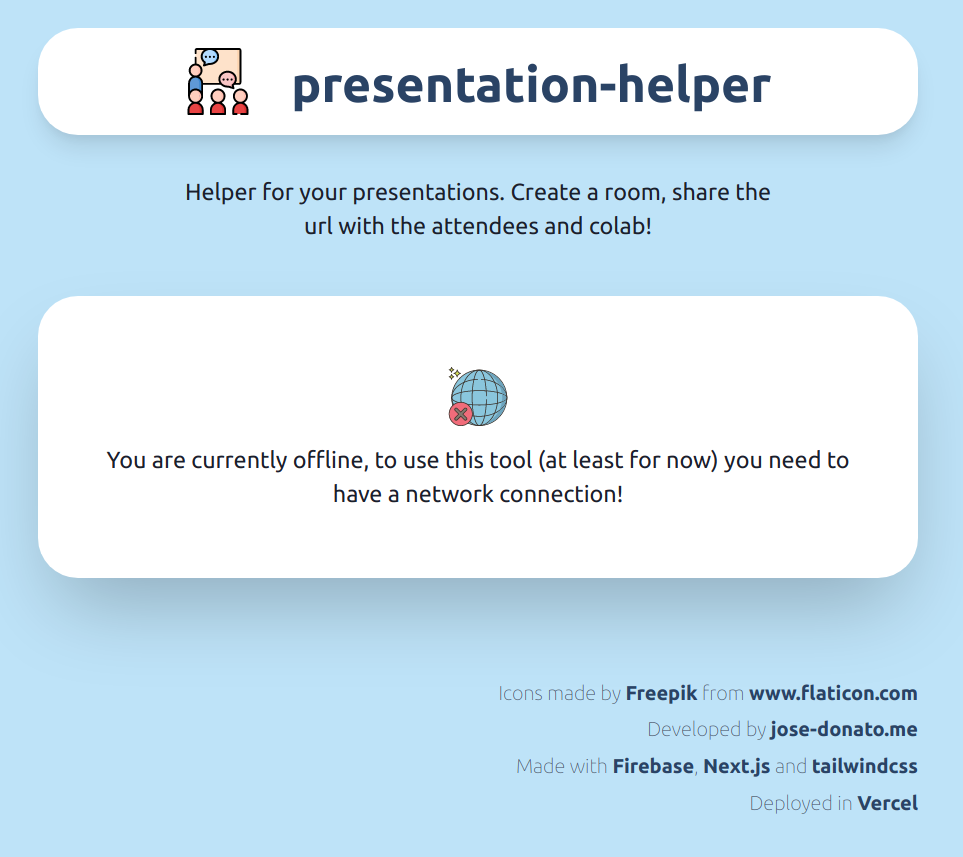 presentation-helper
Helper for your presentations. Create a room, share the
url with the attendees and colab!
You are currently offline, to use this tool (at least for now) you need to
have a network connection!
Icons made by Freepik from www.flaticon.com
Developed by jose-donato.me
Made with Firebase, Next.js and tailwindcss
Deployed in Vercel